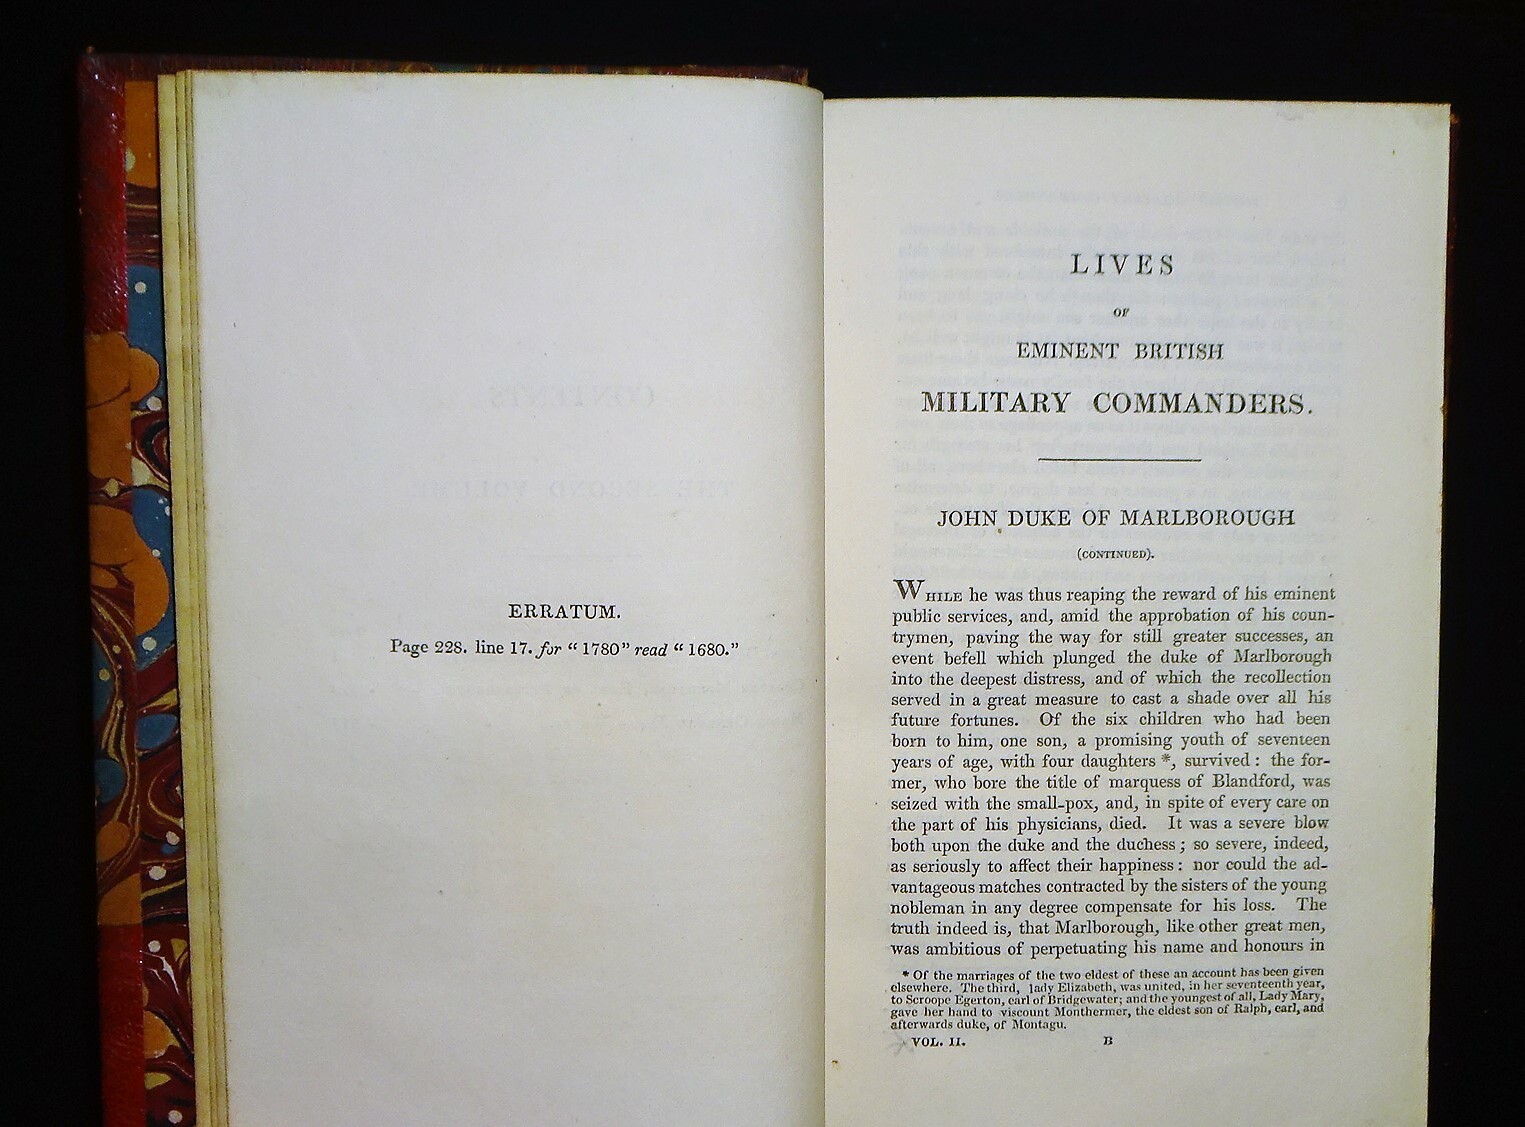 ERRATUM.
Page 228. line 17. for “ 1780” read “ 1680.”
LIVES
OF
EMINENT BRITISH
MILITARY COMMANDERS.
JOHN DUKE OF MARLBOROUGH
(CONTINUED).
WHILE he was thus reaping the reward of his eminent
public services, and, amid the approbation of his coun-
trymen, paving the way for still greater successes, an
event befell which plunged the duke of Marlborough
into the deepest distress, and of which the recollection
served in a great measure to cast a shade over all his
future fortunes. Of the six children who had been
born to him, one son, a promising youth of seventeen
years of age, with four daughters *, survived : the for-
mer, who bore the title of marquess of Blandford, was
seized with the small-pox, and, in spite of every care on
the part of his physicians, died. It was a severe blow
both upon the duke and the duchess ; so severe, indeed,
as seriously to affect their happiness : nor could the ad-
vantageous matches contracted by the sisters of the young
nobleman in any degree compensate for his loss. The
truth indeed is, that Marlborough, like other great men,
was ambitious of perpetuating his name and honours in
* Of the marriages of the two eldest of these an account has been given
elsewhere. The third, lady Elizabeth, was united, in her seventeenth year,
to Scroope Egerton, earl of Bridgewater; and the youngest of all, Lady Mary,
gave her hand to viscount Monthermer, the eldest son of Ralph, earl, and
afterwards duke, of Montagu.
VOL. II. B